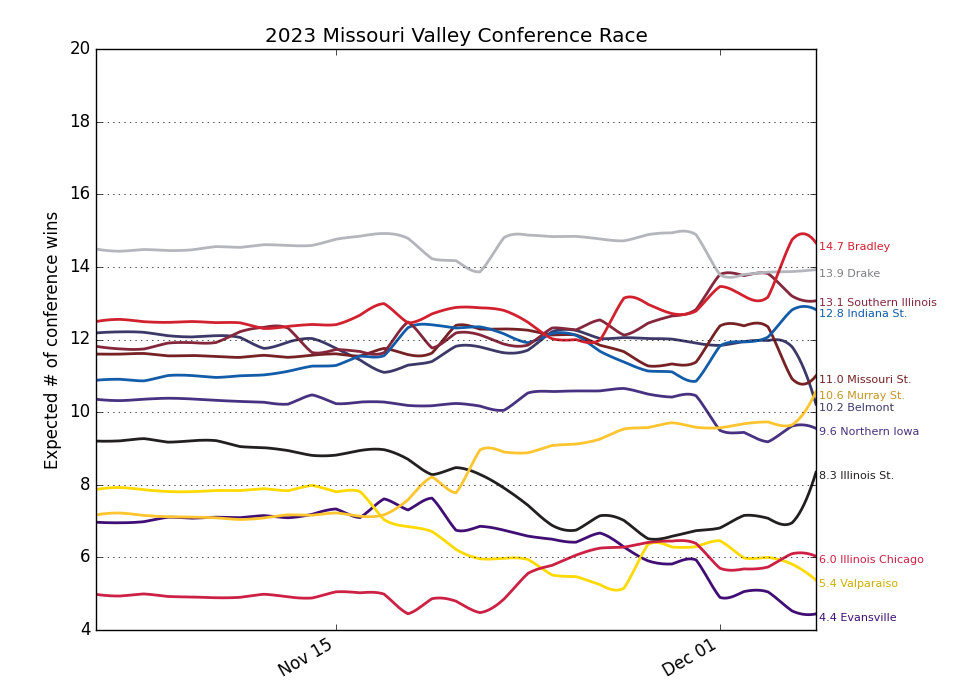 2023 Missouri Valley Conference Race
Expected # of conference wins
20
18
16
14
12
10
8
6
4
Nov 15
Dec 01
14.7 Bradley
13.9 Drake
13.1 Southern Illinois
12.8 Indiana St.
11.0 Missouri St.
10.6 Murray St.
10.2 Belmont
9.6 Northern Iowa
8.3 Illinois St.
6.0 Illinois Chicago
5.4 Valparaiso
4.4 Evansville